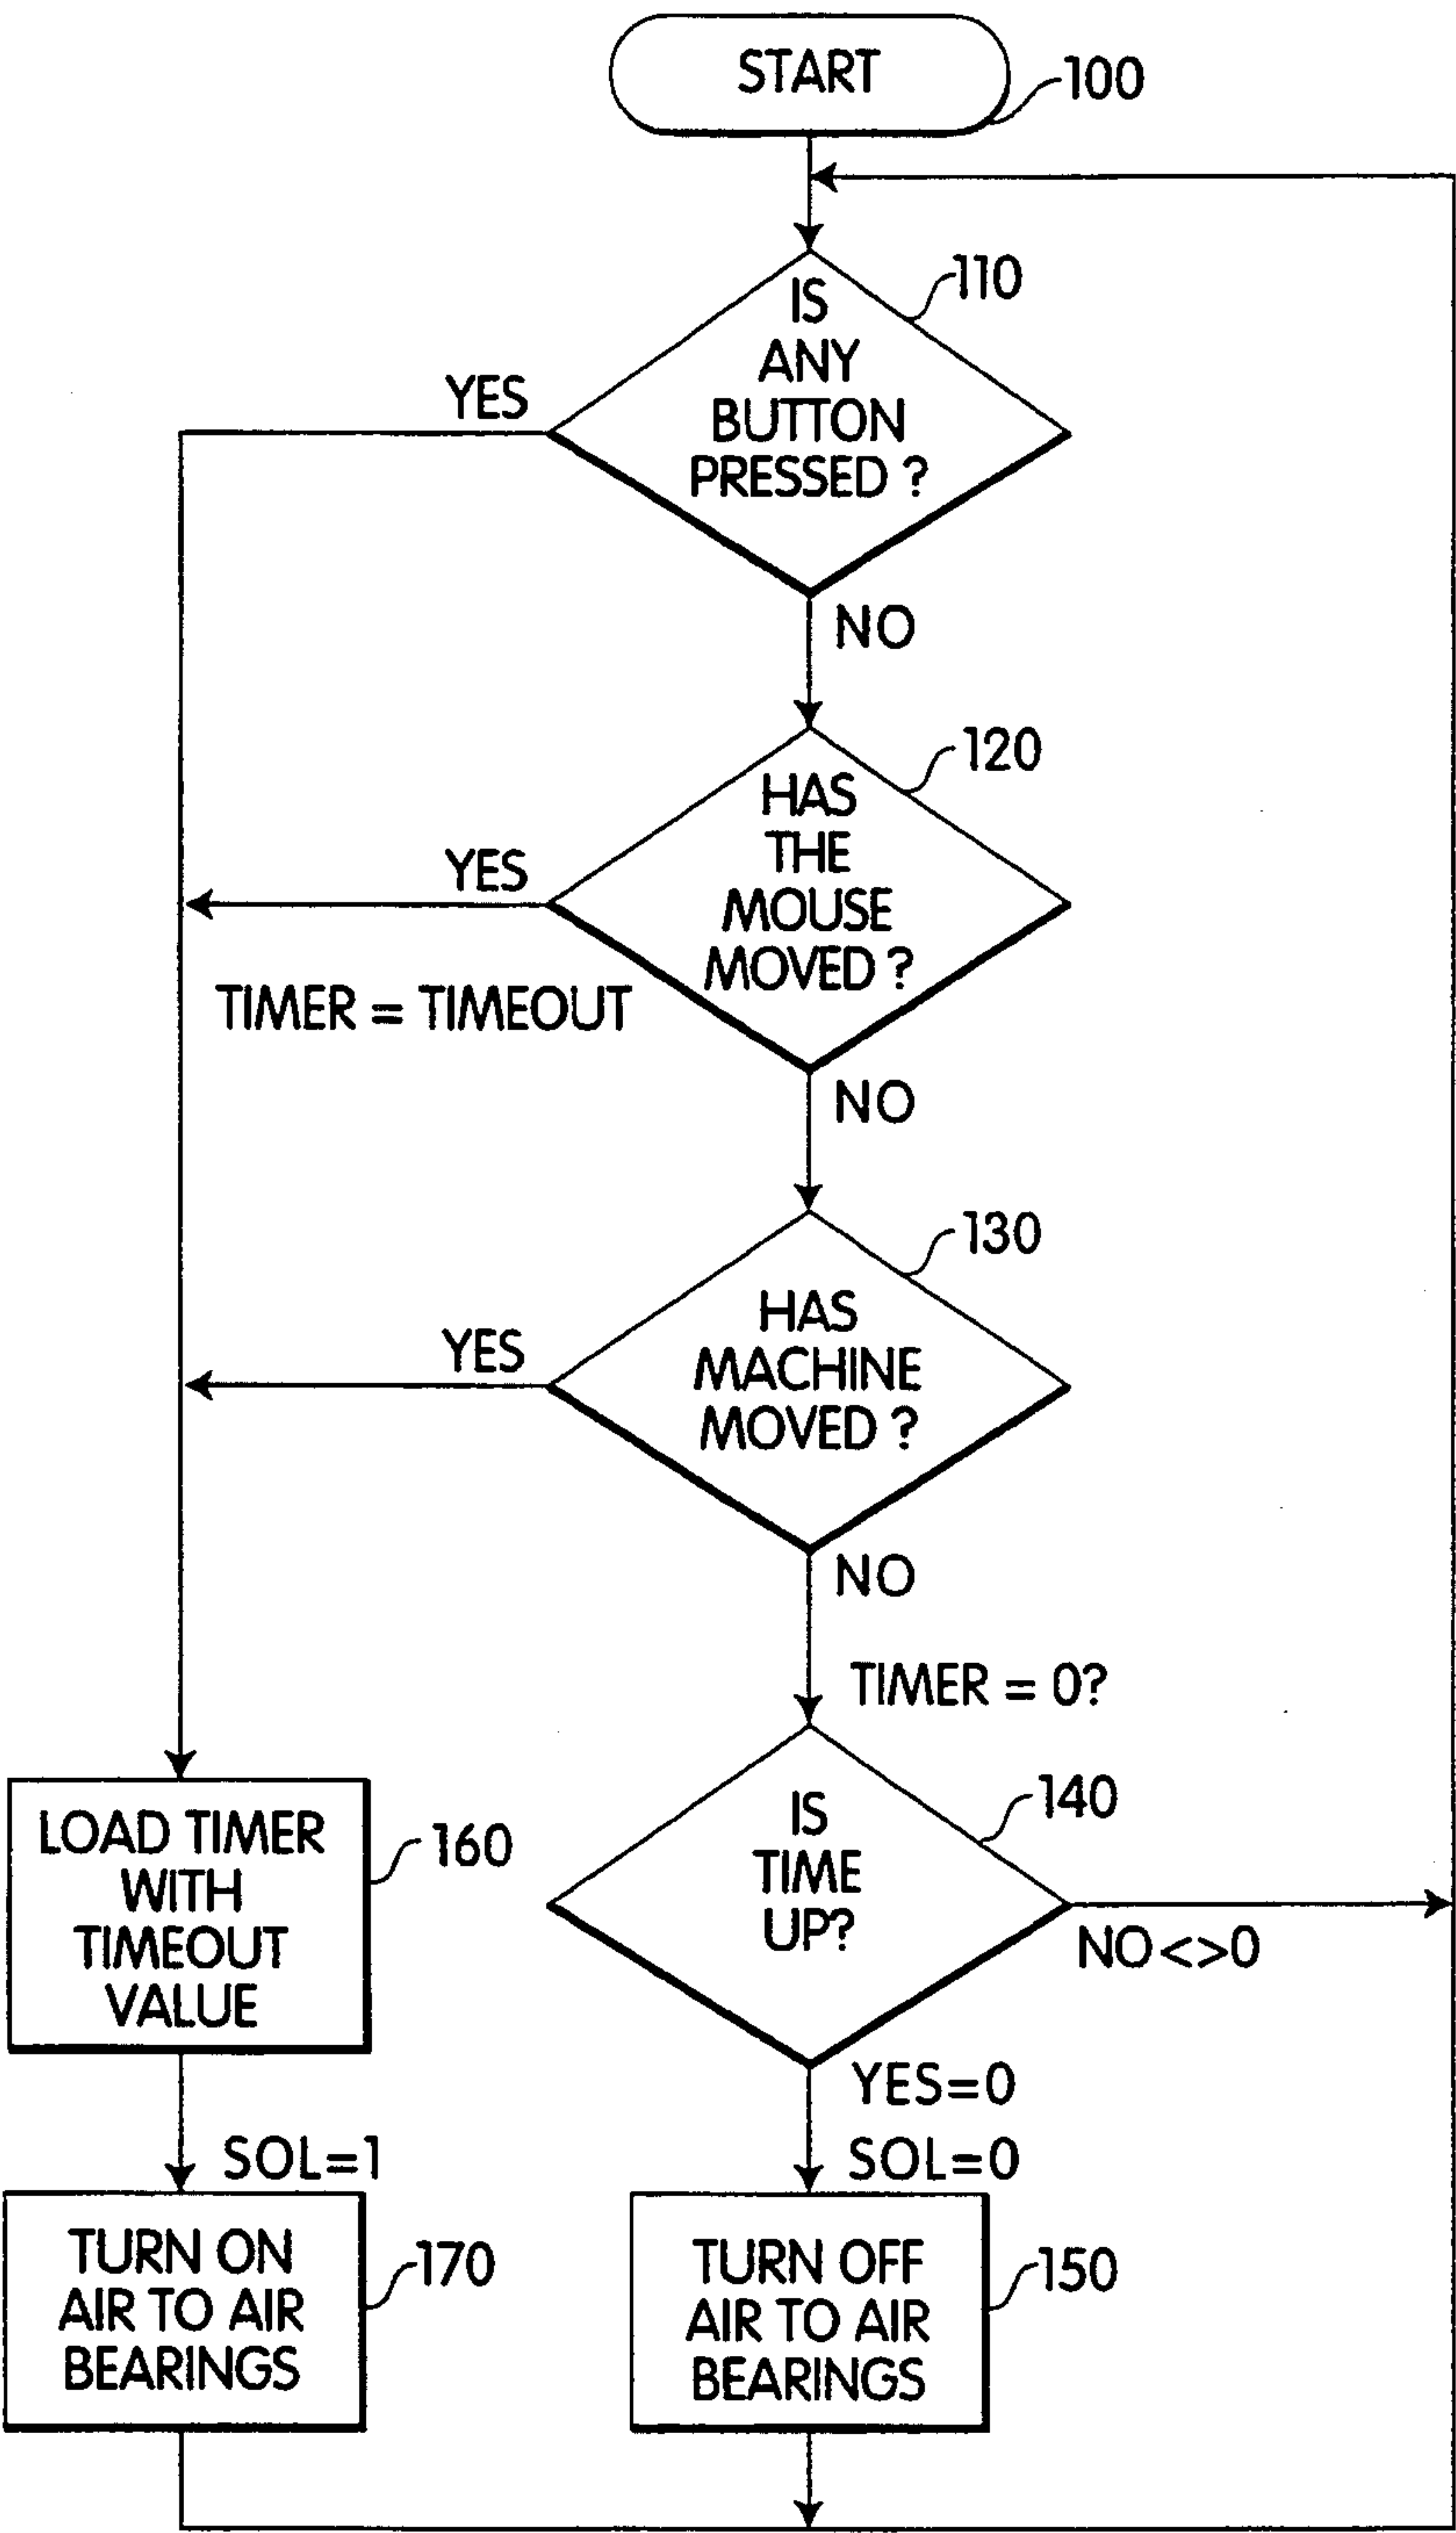 START
100
110
IS
ANY
BUTTON
PRESSED ?
YES
NO
120
HAS
THE
MOUSE
MOVED ?
YES
TIMER = TIMEOUT
NO
130
HAS
MACHINE
MOVED ?
YES
NO
TIMER = 0?
140
IS
TIME
UP?
NO<>0
LOAD TIMER
WITH
TIMEOUT
VALUE
160
YES=0
SOL=1
SOL=0
TURN ON
AIR TO AIR
BEARINGS
170
TURN OFF
AIR TO AIR
BEARINGS
150